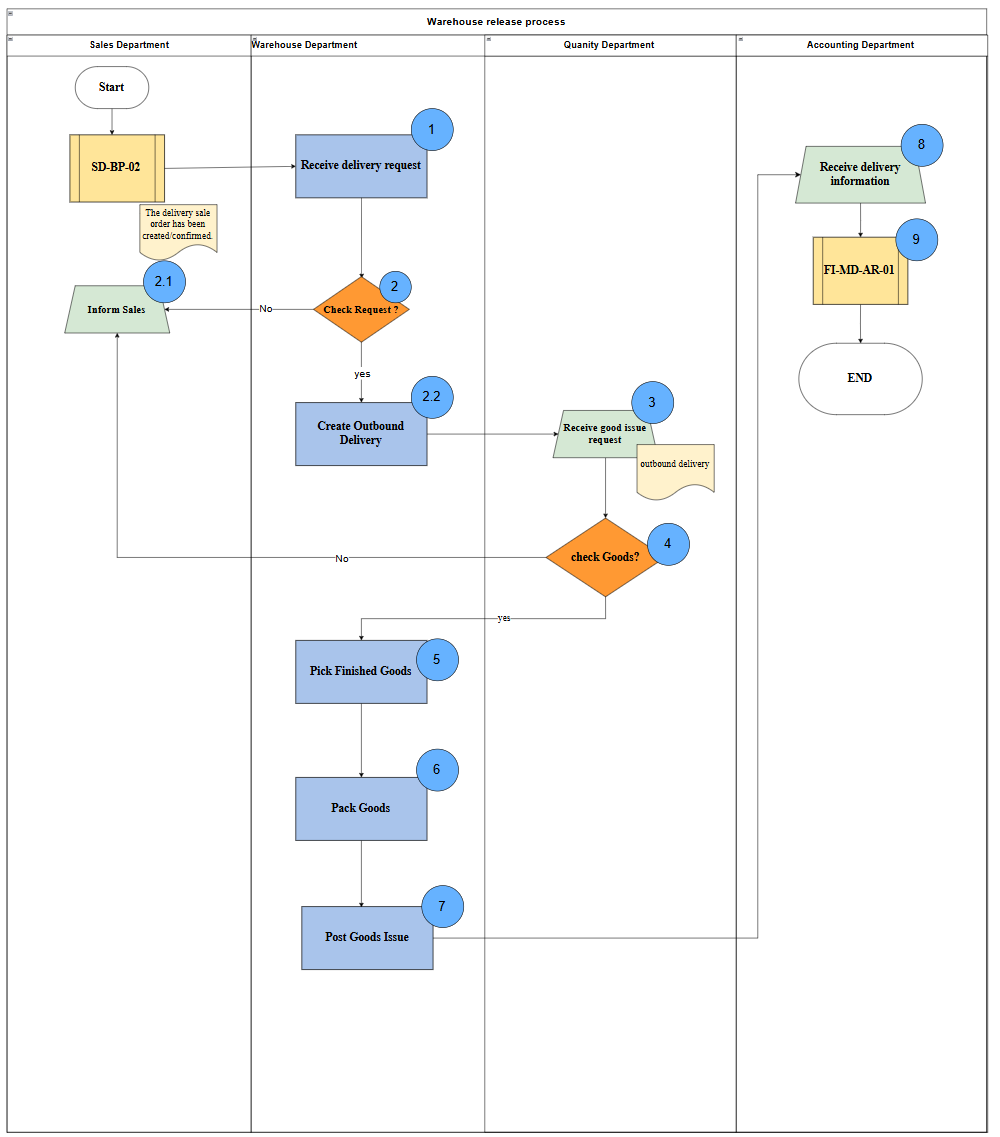 Warehouse release process
Sales Department
Warehouse Department
Quanity Department
Accounting Department
Start
1
8
SD-BP-02
Receive delivery request
Receive delivery
information
The delivery sale
order has been
created/confirmed.
9
FI-MD-AR-01
2.1
2
Inform Sales
No
Check Request ?
yes
END
2.2
3
Create Outbound
Delivery
Receive good issue
request
outbound delivery
4
No
check Goods?
yes
5
Pick Finished Goods
6
Pack Goods
7
Post Goods Issue